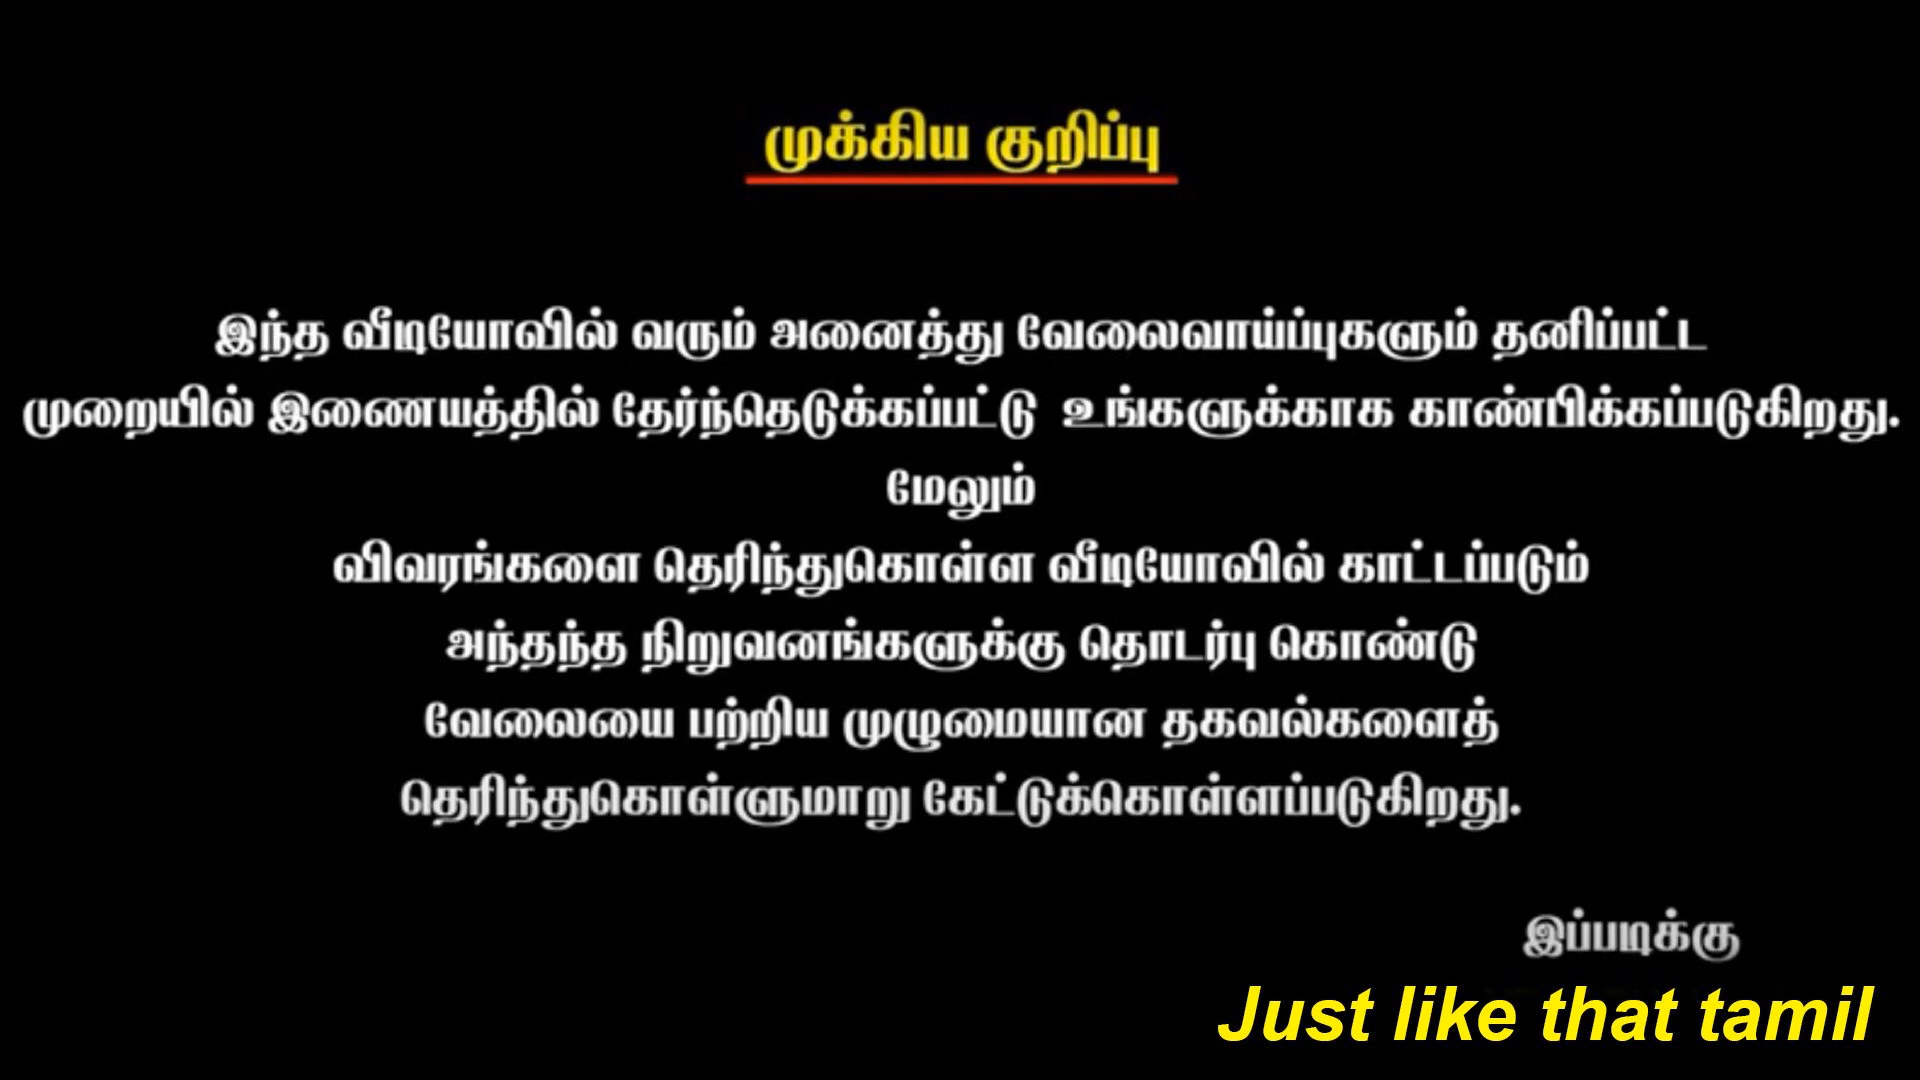 முக்கிய குறிப்பு
இந்த வீடியோவில் வரும் அனைத்து வேலைவாய்ப்புகளும் தனிப்பட்ட
முறையில் இணையத்தில் தேர்ந்தெடுக்கப்பட்டு உங்களுக்காக காண்பிக்கப்படுகிறது.
மேலும்
விவரங்களை தெரிந்துகொள்ள வீடியோவில் காட்டப்படும்
அந்தந்த நிறுவனங்களுக்கு தொடர்பு கொண்டு
வேலையை பற்றிய முழுமையான தகவல்களைத்
தெரிந்துகொள்ளுமாறு கேட்டுக்கொள்ளப்படுகிறது.
இப்படிக்கு
Just like that tamil